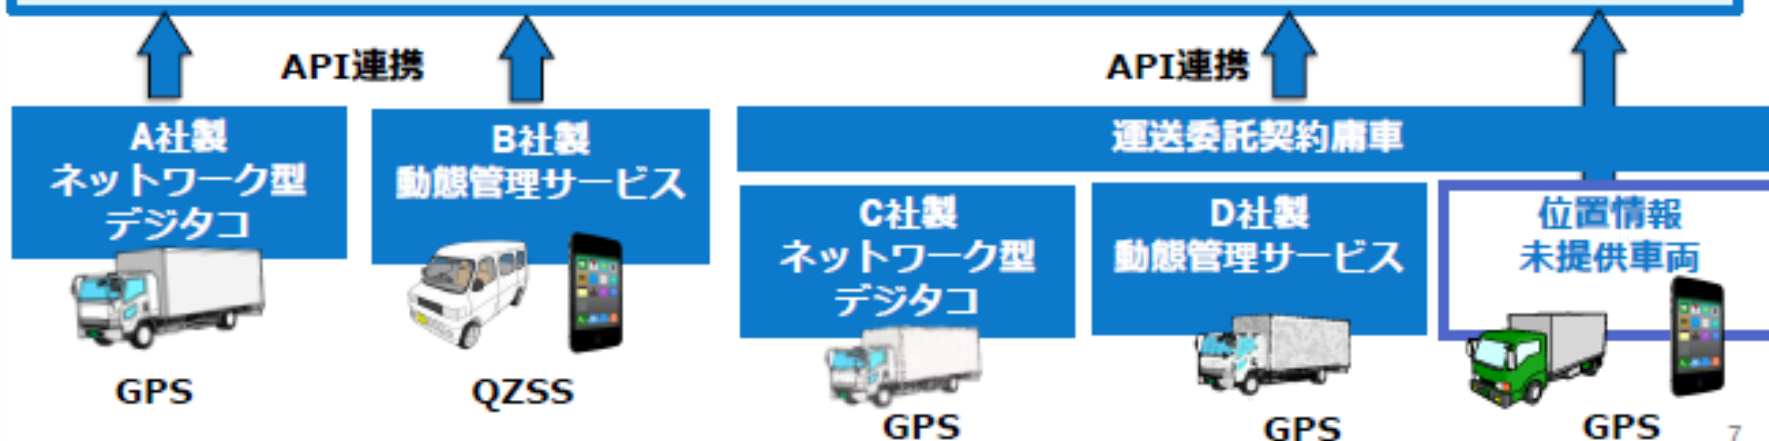 API連携
API連携
A社製
ネットワーク型
デジタコ
B社製
動態管理サービス
運送委託契約庸車
C社製
ネットワーク型
デジタコ
D社製
動態管理サービス
位置情報
未提供車両
GPS
QZSS
GPS
GPS
GPS
7